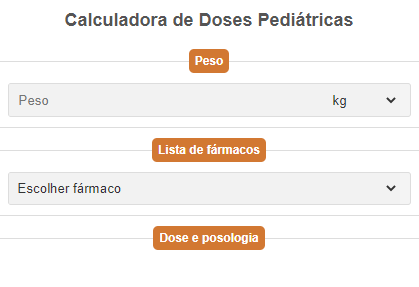 Calculadora de Doses Pediátricas
Peso
Peso kg
Lista de fármacos
Escolher fármaco
Dose e posologia